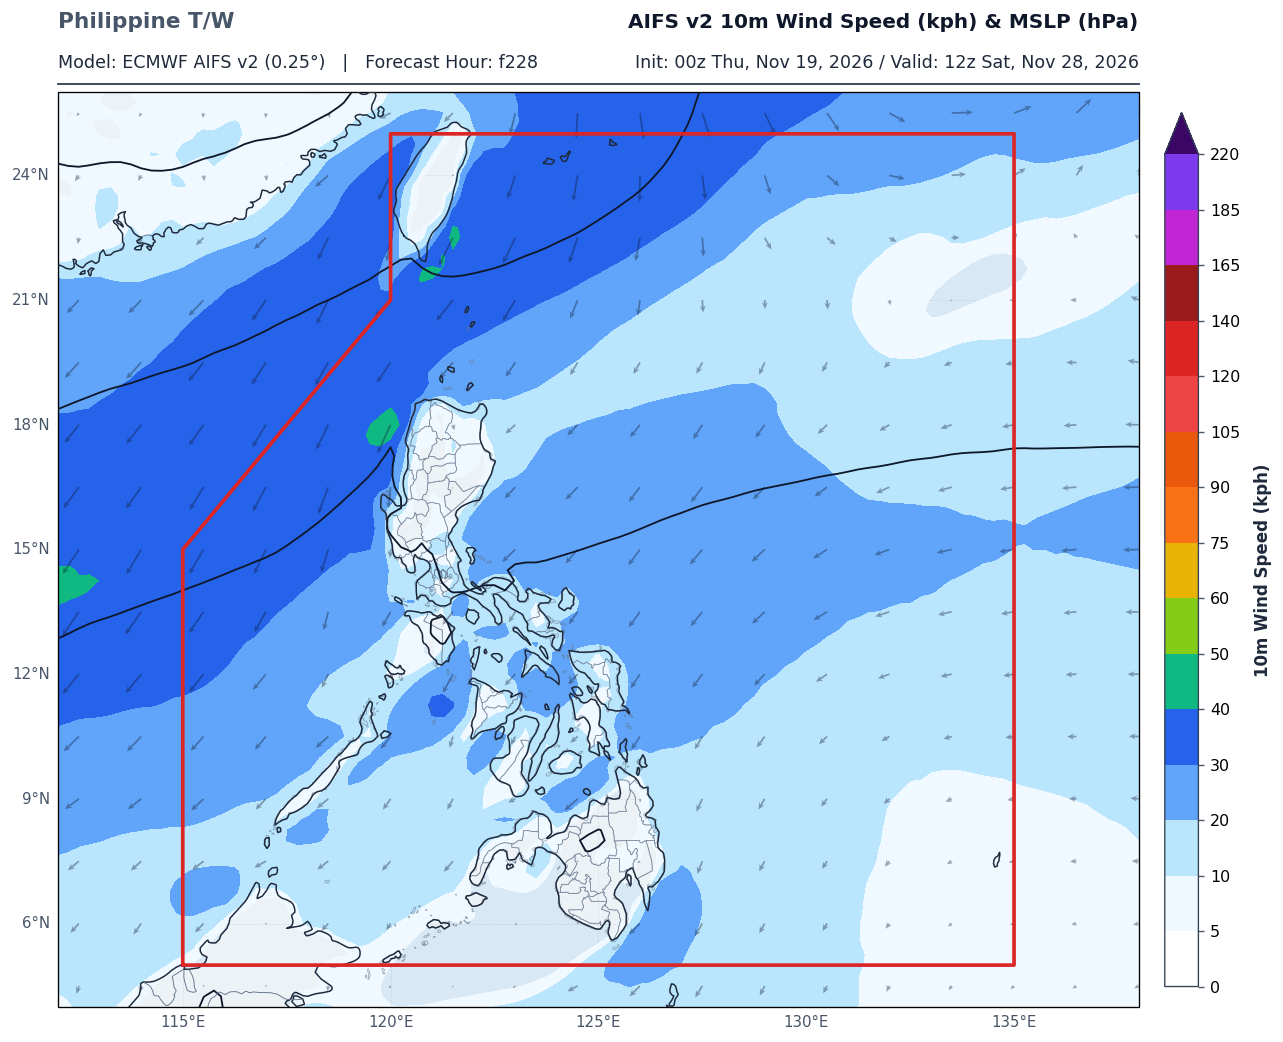 Philippine T/W
AIFS v2 10m Wind Speed (kph) & MSLP (hPa)
Model: ECMWF AIFS v2 (0.25°) | Forecast Hour: f228
Init: 00z Thu, Nov 19, 2026 / Valid: 12z Sat, Nov 28, 2026
24°N
21°N
18°N
15°N
12°N
9°N
6°N
115°E
120°E
125°E
130°E
135°E
220
185
165
140
120
105
90
75
60
50
40
30
20
10
5
0
10m Wind Speed (kph)